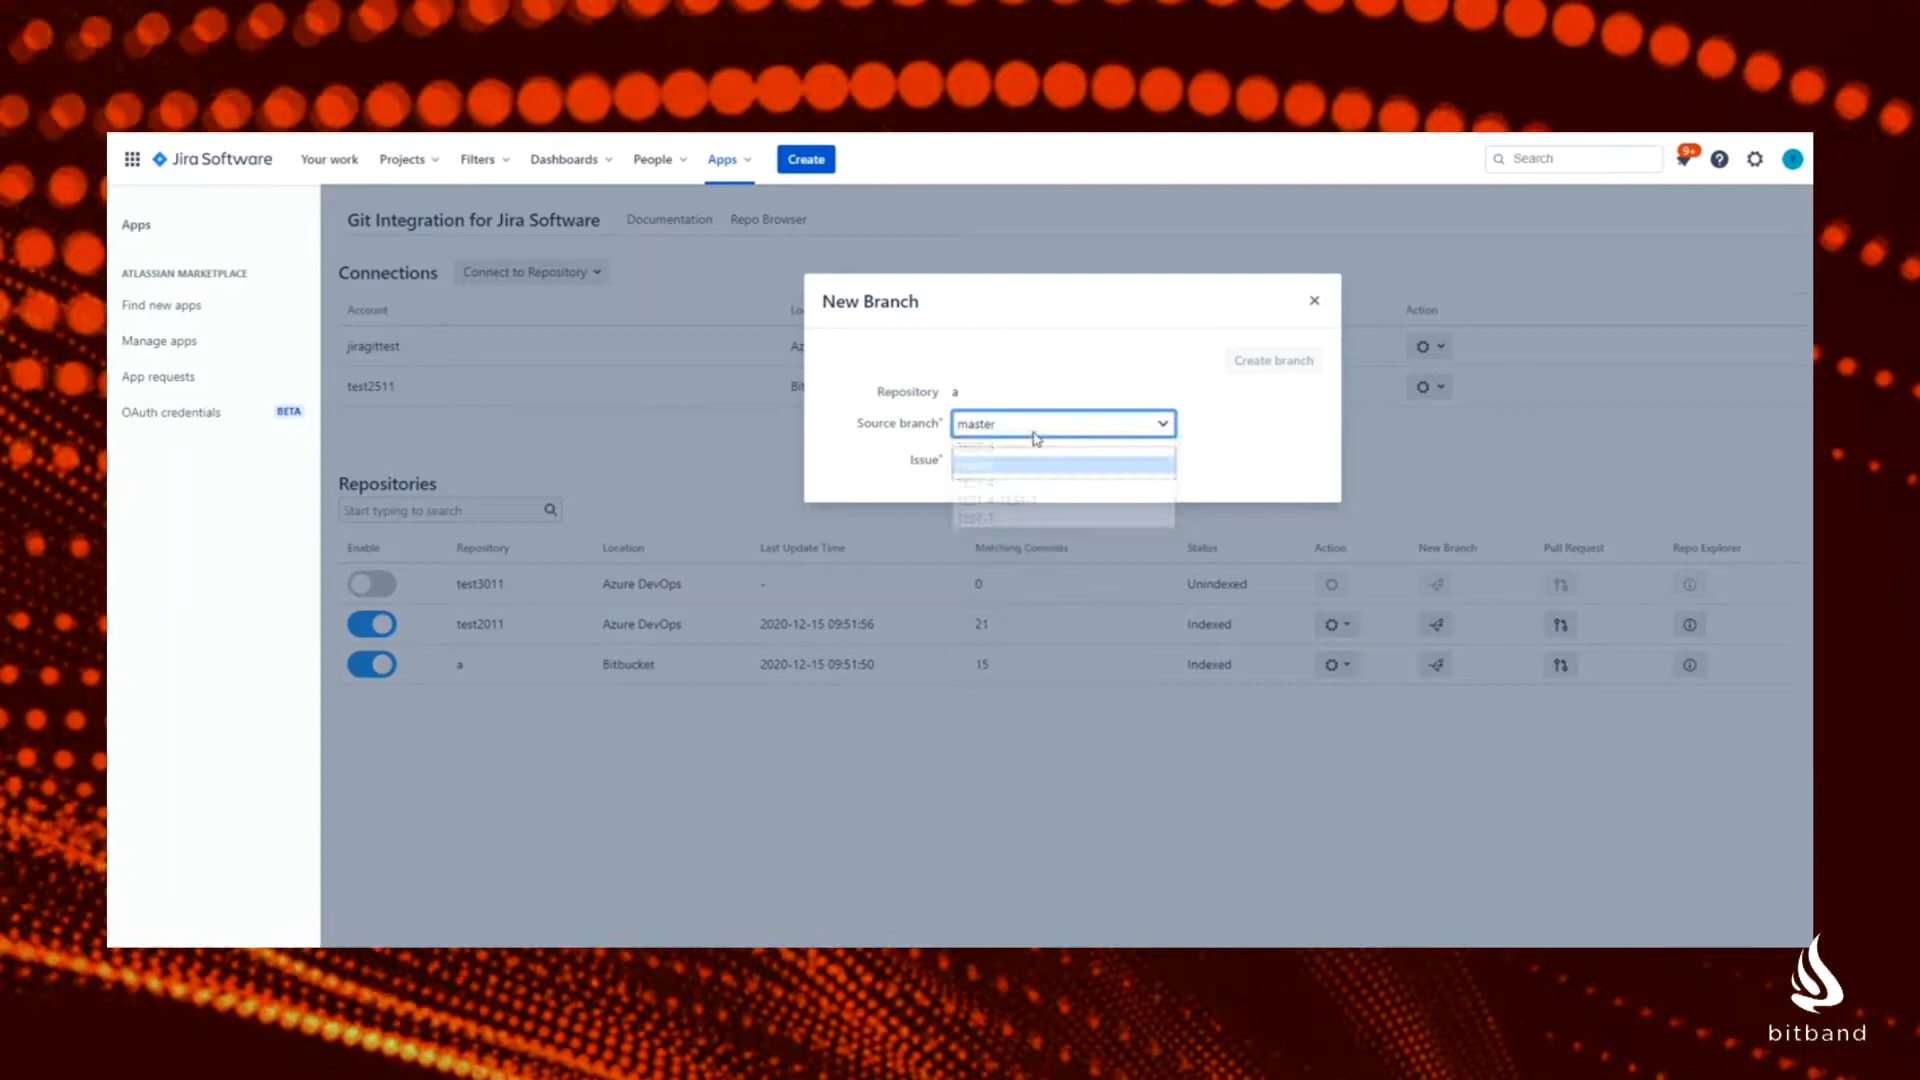 Jira Software Your work Projects Filters Dashboards People Apps Create Search 9+
Apps
ATLASSIAN MARKETPLACE
Find new apps
Manage apps
App requests
OAuth credentials BETA
Git Integration for Jira Software Documentation Repo Browser
Connections Connect to Repository
Account Lo Action
jiragittest Az
test2511 Bi
New Branch
Create branch
Repository a
Source branch* master
Issue*
Repositories
Start typing to search
Enable Repository Location Last Update Time Matching Commits Status Action New Branch Pull Request Repo Explorer
test3011 Azure DevOps - 0 Unindexed
test2011 Azure DevOps 2020-12-15 09:51:56 21 Indexed
a Bitbucket 2020-12-15 09:51:50 15 Indexed
bitband